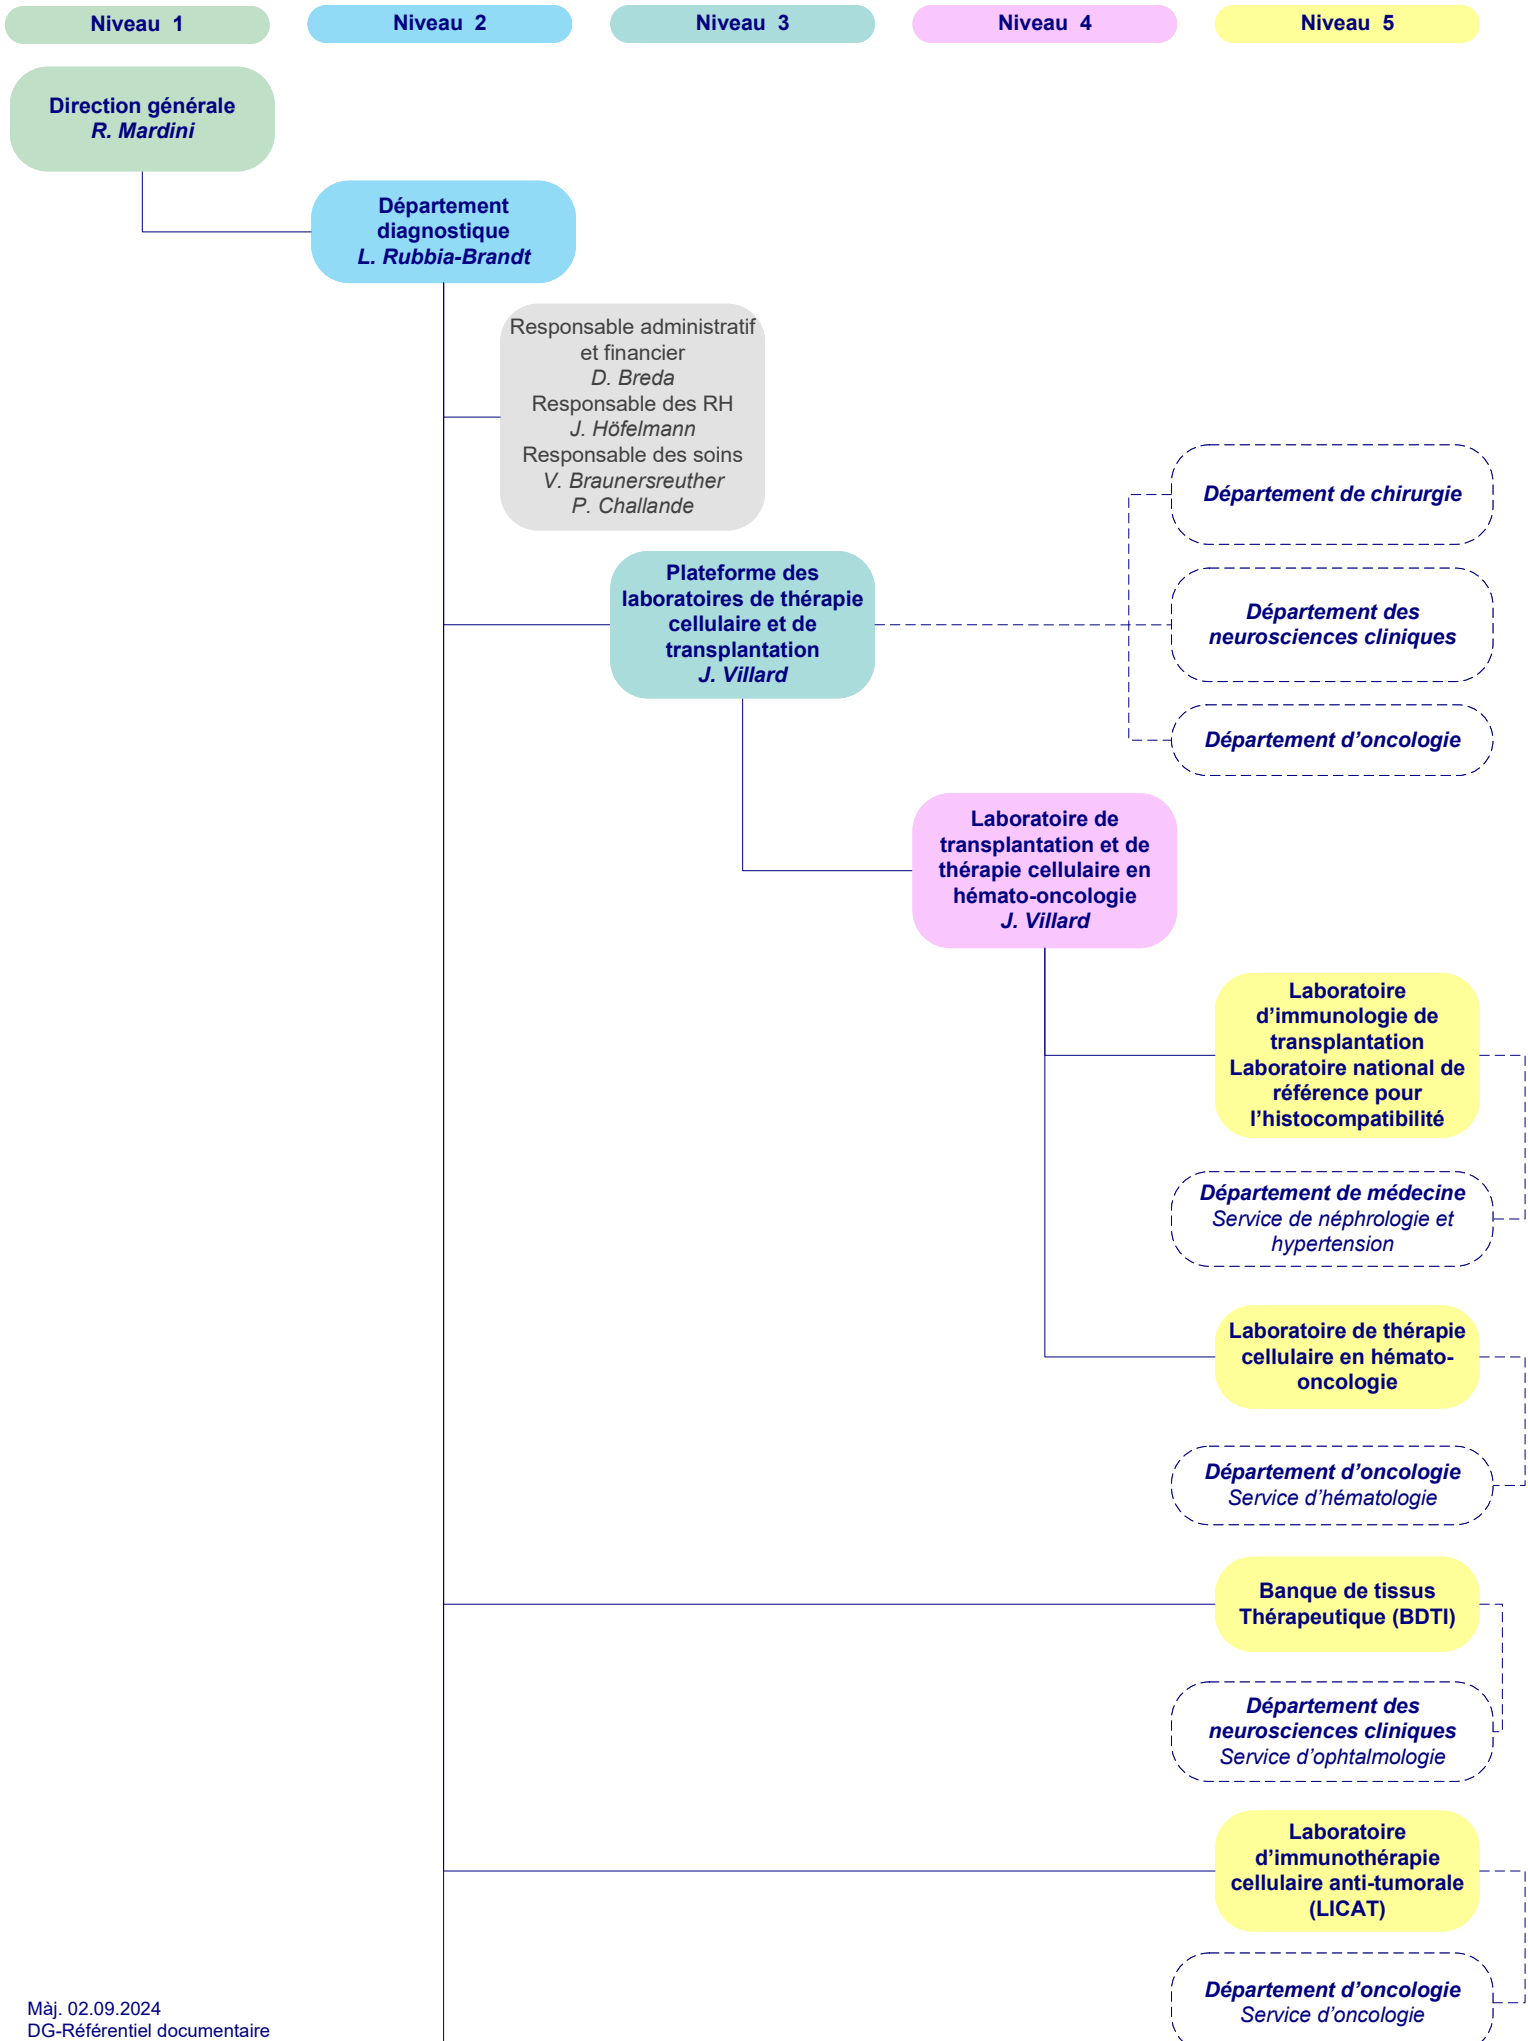 Niveau 1
Niveau 2
Niveau 3
Niveau 4
Niveau 5
Direction générale
R. Mardini
Département
diagnostique
L. Rubbia-Brandt
Responsable administratif
et financier
D. Breda
Responsable des RH
J. Höfelmann
Responsable des soins
V. Braunersreuther
P. Challande
Département de chirurgie
Plateforme des
laboratoires de thérapie
cellulaire et de
transplantation
J. Villard
Département des
neurosciences cliniques
Département d’oncologie
Laboratoire de
transplantation et de
thérapie cellulaire en
hémato-oncologie
J. Villard
Laboratoire
d’immunologie de
transplantation
Laboratoire national de
référence pour
l’histocompatibilité
Département de médecine
Service de néphrologie et
hypertension
Laboratoire de thérapie
cellulaire en hémato-
oncologie
Département d’oncologie
Service d’hématologie
Banque de tissus
Thérapeutique (BDTI)
Département des
neurosciences cliniques
Service d’ophtalmologie
Laboratoire
d’immunothérapie
cellulaire anti-tumorale
(LICAT)
Département d’oncologie
Service d’oncologie
Màj. 02.09.2024
DG-Référentiel documentaire